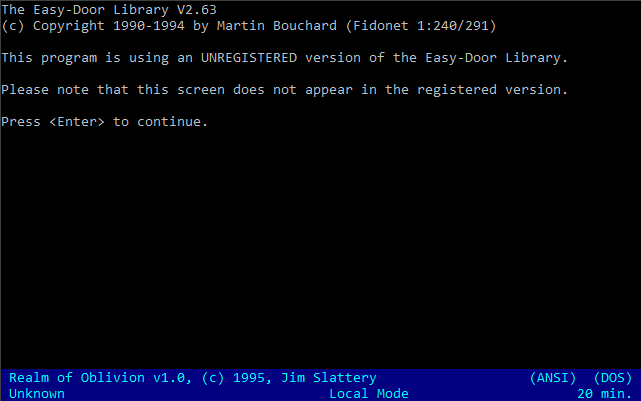 The Easy-Door Library V2.63
(c) Copyright 1990-1994 by Martin Bouchard (Fidonet 1:240/291)
This program is using an UNREGISTERED version of the Easy-Door Library.
Please note that this screen does not appear in the registered version.
Press <Enter> to continue.
Realm of Oblivion v1.0, (c) 1995, Jim Slattery (ANSI) (DOS)
Unknown Local Mode 20 min.